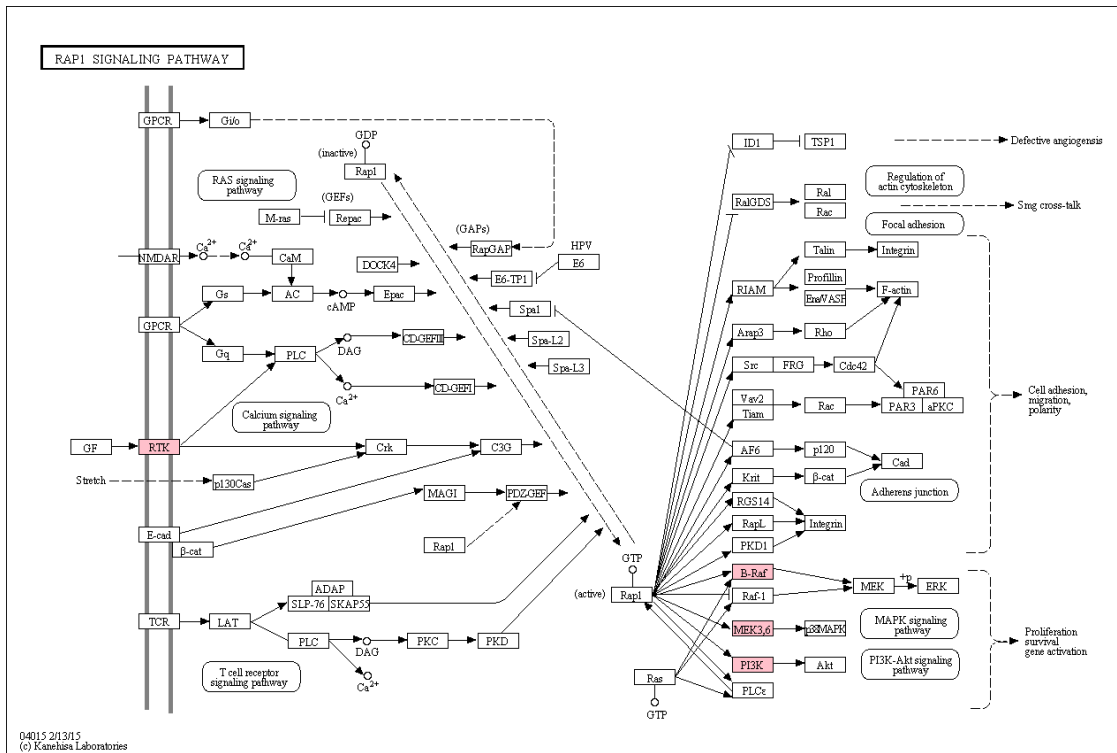 RAP1 SIGNALING PATHWAY
GPCR
Gi/o
GDP
(inactive)
Rap1
RAS signaling
pathway
(GEFs)
M-ras
Repac
(GAPs)
RapGAP
HPV
E6
E6-TP1
NMDAR
Ca2+
Ca2+
CaM
DOCK4
Gs
AC
cAMP
Epac
Spa1
GPCR
Gq
PLC
DAG
CD-GEFIII
Spa-L2
Spa-L3
Ca2+
CD-GEFI
Calcium signaling
pathway
GF
RTK
Crk
C3G
Stretch
p130Cas
MAGI
PDZ-GEF
E-cad
β-cat
Rap1
GTP
(active)
Rap1
ADAP
SLP-76
SKAP55
TCR
LAT
PLC
DAG
PKC
PKD
Ca2+
T cell receptor
signaling pathway
Ras
GTP
ID1
TSP1
Defective angiogensis
Regulation of
actin cytoskeleton
RalGDS
Ral
Rac
Smg cross-talk
Focal adhesion
Talin
Integrin
RIAM
Profillin
Ena/VASP
F-actin
Arap3
Rho
Src
FRG
Cdc42
PAR6
PAR3
aPKC
Vav2
Tiam
Rac
Cell adhesion,
migration,
polarity
AF6
p120
Cad
Krit
β-cat
Adherens junction
RGS14
RapL
Integrin
PKD1
B-Raf
Raf-1
MEK
+p
ERK
MEK3,6
p38MAPK
MAPK signaling
pathway
Proliferation
survival
gene activation
PI3K
Akt
PI3K-Akt signaling
pathway
PLCε
04015 2/13/15
(c) Kanehisa Laboratories